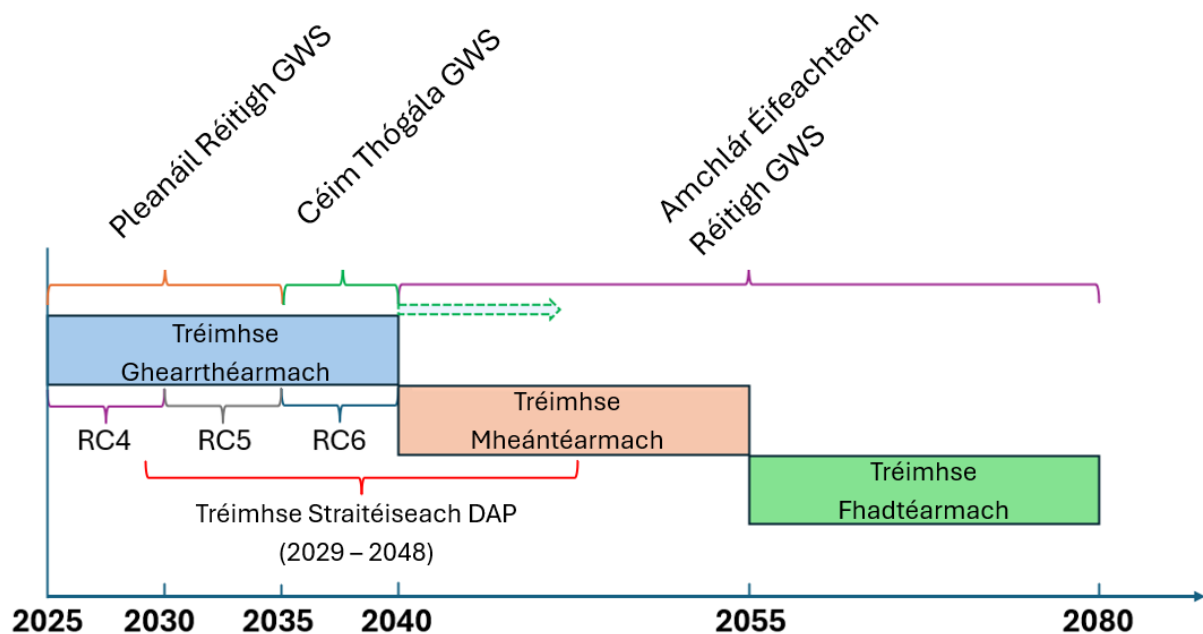 Pleanáil Réitigh GWS
Céim Thógála GWS
Amchlár Éifeachtach
Réitigh GWS
Tréimhse
Ghearrthéarmach
RC4
RC5
RC6
Tréimhse
Mheántéarmach
Tréimhse
Fhadtéarmach
Tréimhse Straitéiseach DAP
(2029 – 2048)
2025
2030
2035
2040
2055
2080